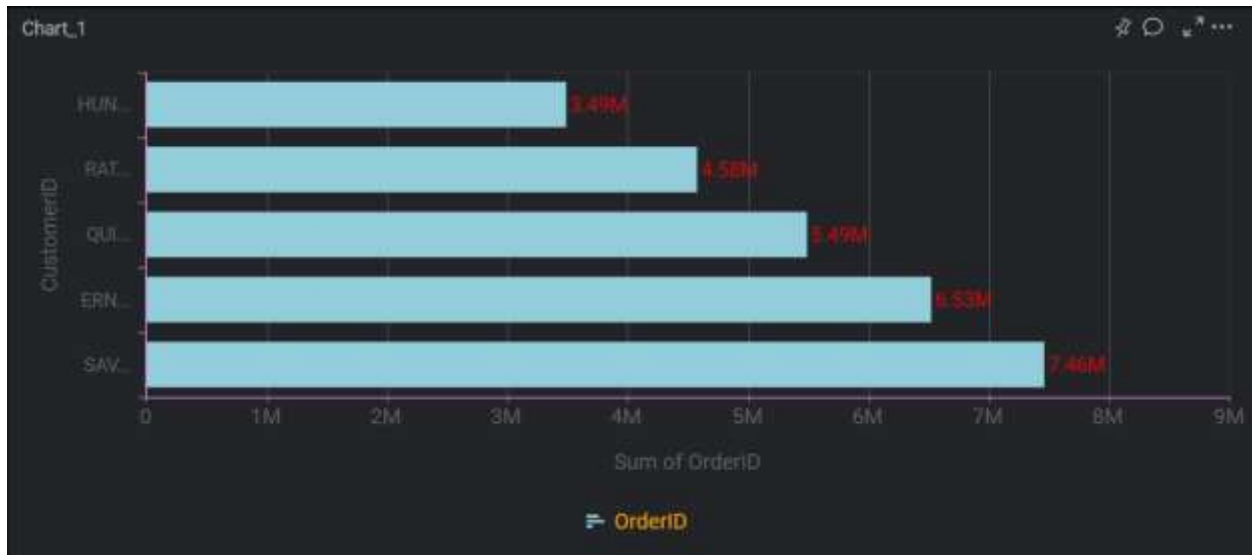 Chart_1
HUN...
3.49M
RAT...
4.58M
QUI...
5.49M
ERN...
6.53M
SAV...
7.46M
CustomerID
0 1M 2M 3M 4M 5M 6M 7M 8M 9M
Sum of OrderID
OrderID